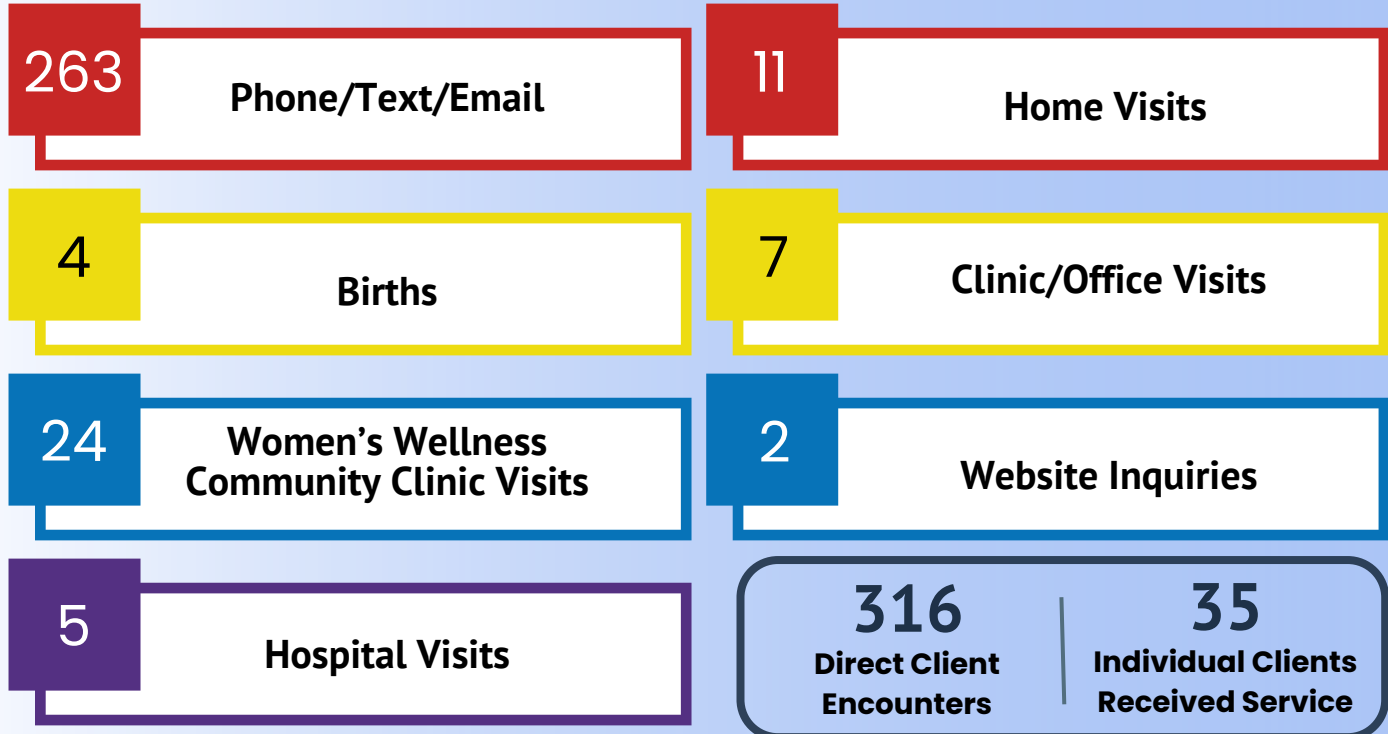 263
Phone/Text/Email
11
Home Visits
4
Births
7
Clinic/Office Visits
24
Women’s Wellness
Community Clinic Visits
2
Website Inquiries
5
Hospital Visits
316
Direct Client
Encounters
35
Individual Clients
Received Service